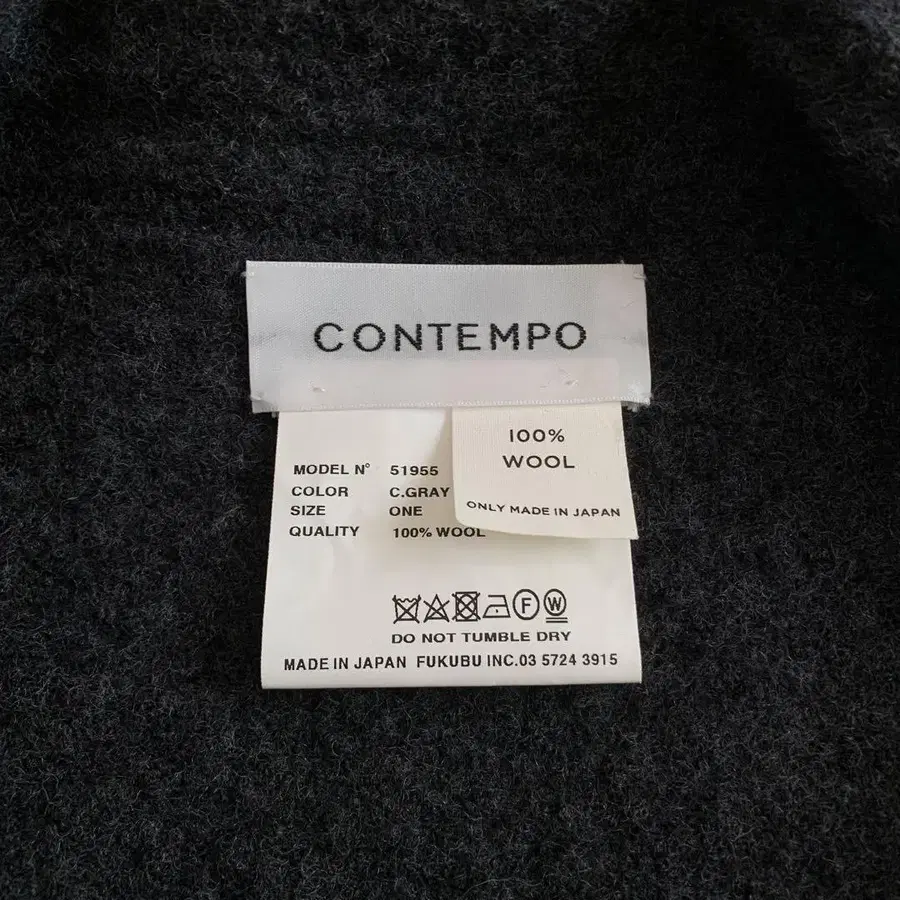 CONTEMPO
100%
WOOL
ONLY MADE IN JAPAN
MODEL N° 51955
COLOR C.GRAY
SIZE ONE
QUALITY 100% WOOL
F W
DO NOT TUMBLE DRY
MADE IN JAPAN FUKUBU INC.03 5724 3915